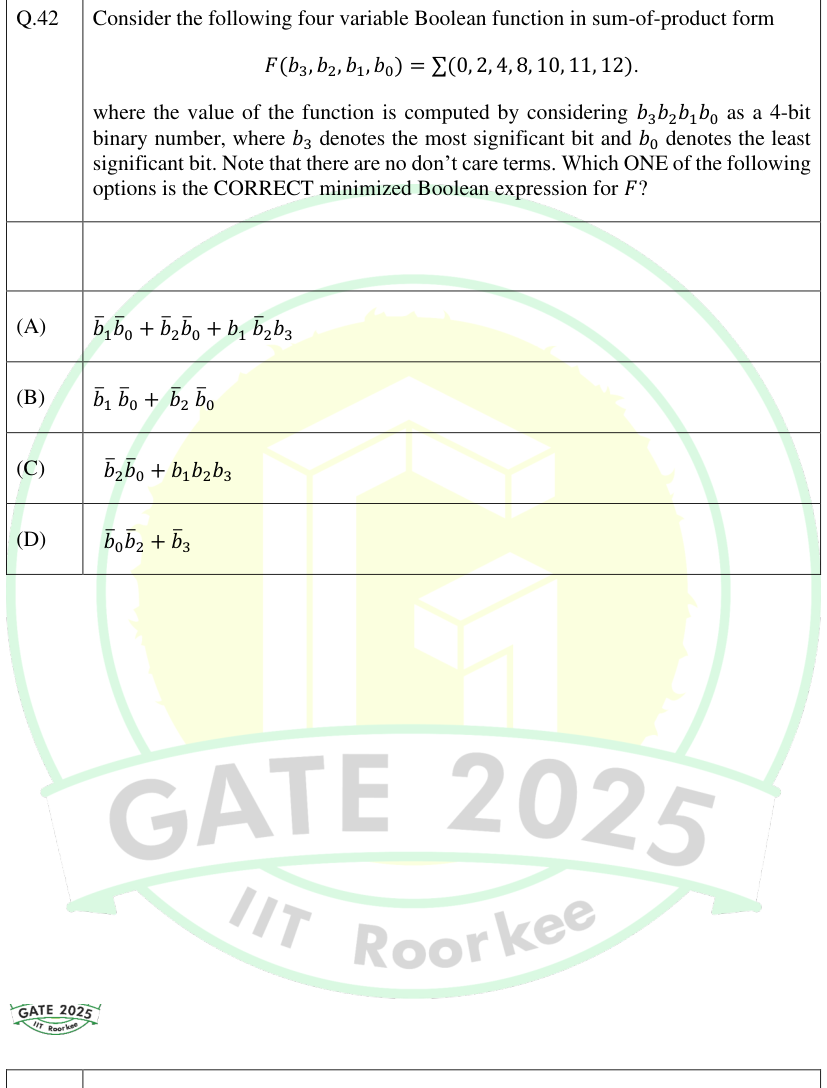 Q.42 Consider the following four variable Boolean function in sum-of-product form
F(b₃, b₂, b₁, b₀) = ∑(0, 2, 4, 8, 10, 11, 12).
where the value of the function is computed by considering b₃b₂b₁b₀ as a 4-bit
binary number, where b₃ denotes the most significant bit and b₀ denotes the least
significant bit. Note that there are no don’t care terms. Which ONE of the following
options is the CORRECT minimized Boolean expression for F?
(A) b̄₁b̄₀ + b̄₂b̄₀ + b₁ b̄₂b₃
(B) b̄₁ b̄₀ + b̄₂ b̄₀
(C) b̄₂b̄₀ + b₁b₂b₃
(D) b̄₀b̄₂ + b̄₃
GATE 2025
IIT Roorkee
GATE 2025
IIT Roorkee